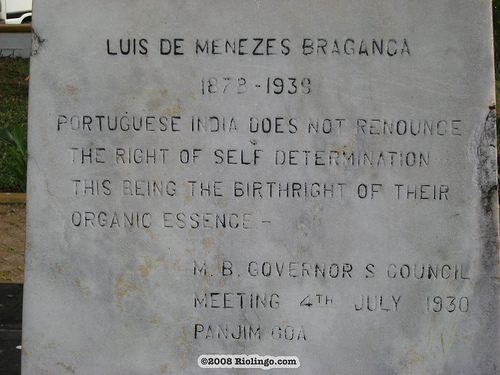 LUIS DE MENEZES BRAGANCA
1878-1938
PORTUGUESE INDIA DOES NOT RENOUNCE
THE RIGHT OF SELF DETERMINATION
THIS BEING THE BIRTHRIGHT OF THEIR
ORGANIC ESSENCE -
M. B. GOVERNOR S COUNCIL
MEETING 4TH JULY 1930
PANJIM GOA
©2008 Riolingo.com